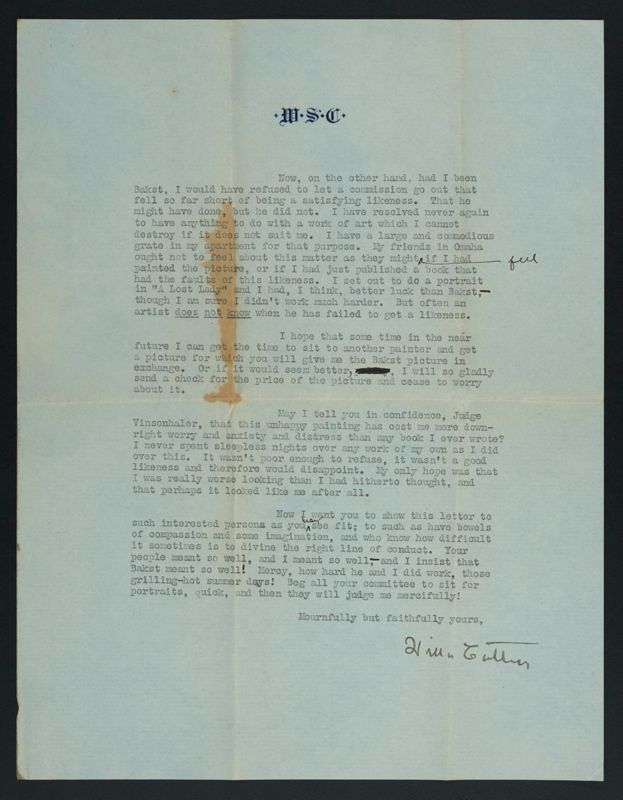 ·W·S·C·
Now, on the other hand, had I been
Bakst, I would have refused to let a commission go out that
fell so far short of being a satisfying likeness. That he
might have done, but he did not. I have resolved never again
to have anything to do with a work of art which I cannot
destroy if it does not suit me. I have a large and commodious
grate in my apartment for that purpose. My friends in Omaha
ought not to feel about this matter as they might feel if I had
painted the picture, or if I had just published a book that
had the faults of this likeness. I set out to do a portrait
in "A Lost Lady" and I had, I think, better luck than Bakst,—
though I am sure I didn't work much harder. But often an
artist does not know when he has failed to get a likeness.
I hope that some time in the near
future I can get the time to sit to another painter and get
a picture for which you will give me the Bakst picture in
exchange. Or if it would seem better, I will so gladly
send a check for the price of the picture and cease to worry
about it.
May I tell you in confidence, Judge
Vinsonhaler, that this unhappy painting has cost me more down-
right worry and anxiety and distress than any book I ever wrote?
I never spent sleepless nights over any work of my own as I did
over this. It wasn't poor enough to refuse, it wasn't a good
likeness and therefore would disappoint. My only hope was that
I was really worse looking than I had hitherto thought, and
that perhaps it looked like me after all.
Now I want you to show this letter to
such interested persons as you see fit; to such as have bowels
of compassion and some imagination, and who know how difficult
it sometimes is to divine the right line of conduct. Your
people meant so well, and I meant so well,—and I insist that
Bakst meant so well! Mercy, how hard he and I did work, those
grilling-hot summer days! Beg all your committee to sit for
portraits, quick, and then they will judge me mercifully!
Mournfully but faithfully yours,
Willa Cather